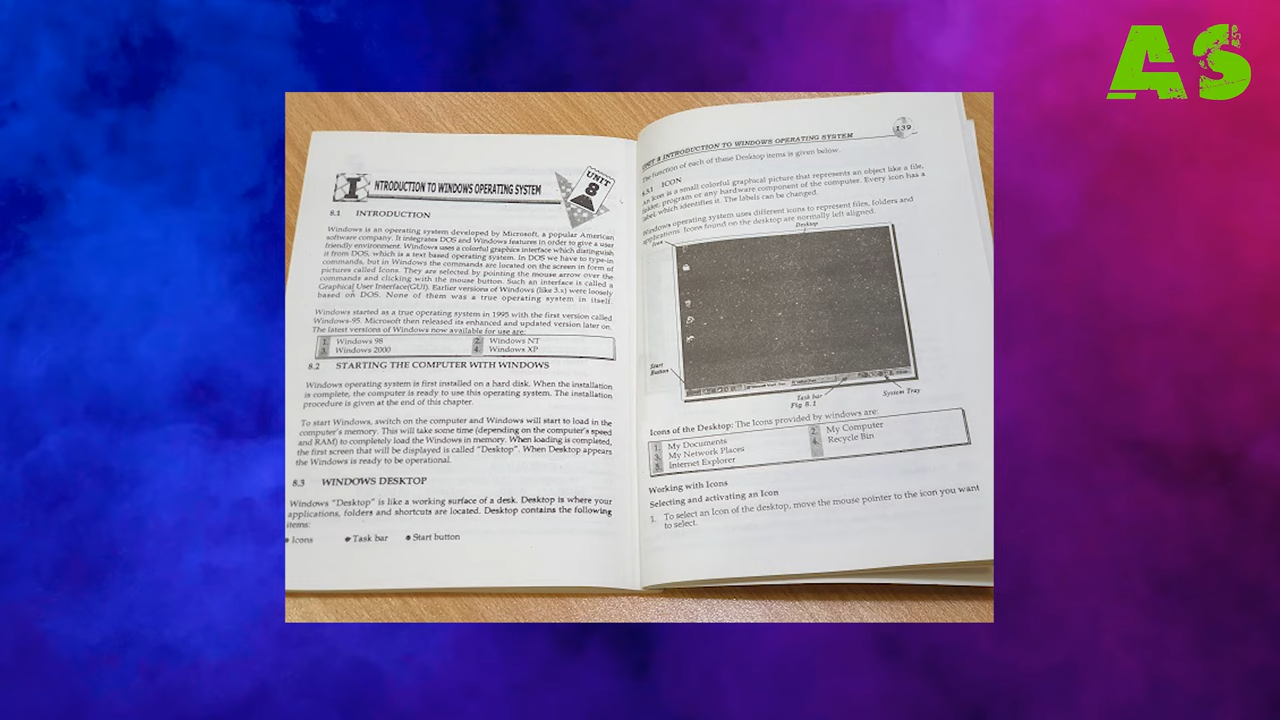 AS
INTRODUCTION TO WINDOWS OPERATING SYSTEM
UNIT
8
8.1 INTRODUCTION
Windows is an operating system developed by Microsoft, a popular American
software company. It integrates DOS and Windows features in order to give a user
friendly environment. Windows uses a colorful graphics interface which distinguish
it from DOS, which is a text based operating system. In DOS we have to type-in
commands, but in Windows the commands are located on the screen in form of
pictures called Icons. They are selected by pointing the mouse arrow over the
commands and clicking with the mouse button. Such an interface is called a
Graphical User Interface(GUI). Earlier versions of Windows (like 3.x) were loosely
based on DOS. None of them was a true operating system in itself.
Windows started as a true operating system in 1995 with the first version called
Windows-95. Microsoft then released its enhanced and updated version later on.
The latest versions of Windows now available for use are:
1. Windows 98 2. Windows NT
3. Windows 2000 4. Windows XP
8.2 STARTING THE COMPUTER WITH WINDOWS
Windows operating system is first installed on a hard disk. When the installation
is complete, the computer is ready to use this operating system. The installation
procedure is given at the end of this chapter.
To start Windows, switch on the computer and Windows will start to load in the
computer's memory. This will take some time (depending on the computer's speed
and RAM) to completely load the Windows in memory. When loading is completed,
the first screen that will be displayed is called "Desktop". When Desktop appears
the Windows is ready to be operational.
8.3 WINDOWS DESKTOP
Windows "Desktop" is like a working surface of a desk. Desktop is where your
applications, folders and shortcuts are located. Desktop contains the following
items:
• Icons • Task bar • Start button
UNIT 8 INTRODUCTION TO WINDOWS OPERATING SYSTEM
139
The function of each of these Desktop items is given below.
8.3.1 ICON
An Icon is a small colorful graphical picture that represents an object like a file,
folder, program or any hardware component of the computer. Every icon has a
label, which identifies it. The labels can be changed.
Windows operating system uses different icons to represent files, folders and
applications. Icons found on the desktop are normally left aligned.
Icon
Desktop
Start
Button
Task bar
System Tray
Fig 8.1
Icons of the Desktop: The Icons provided by windows are:
1. My Documents 2. My Computer
3. My Network Places 4. Recycle Bin
5. Internet Explorer
Working with Icons
Selecting and activating an Icon
1. To select an Icon of the desktop, move the mouse pointer to the icon you want
to select.